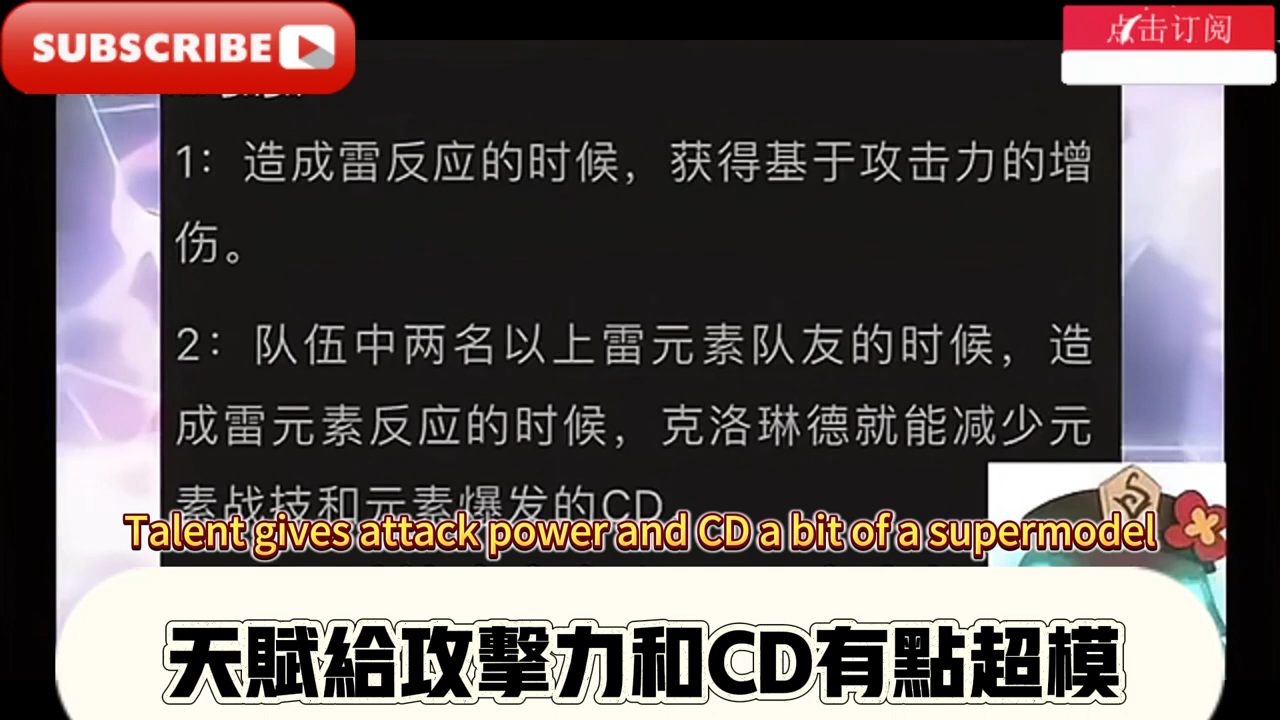 SUBSCRIBE
点击订阅
1：造成雷反应的时候，获得基于攻击力的增
伤。
2：队伍中两名以上雷元素队友的时候，造
成雷元素反应的时候，克洛琳德就能减少元
素战技和元素爆发的CD
Talent gives attack power and CD a bit of a supermodel
天賦給攻擊力和CD有點超模